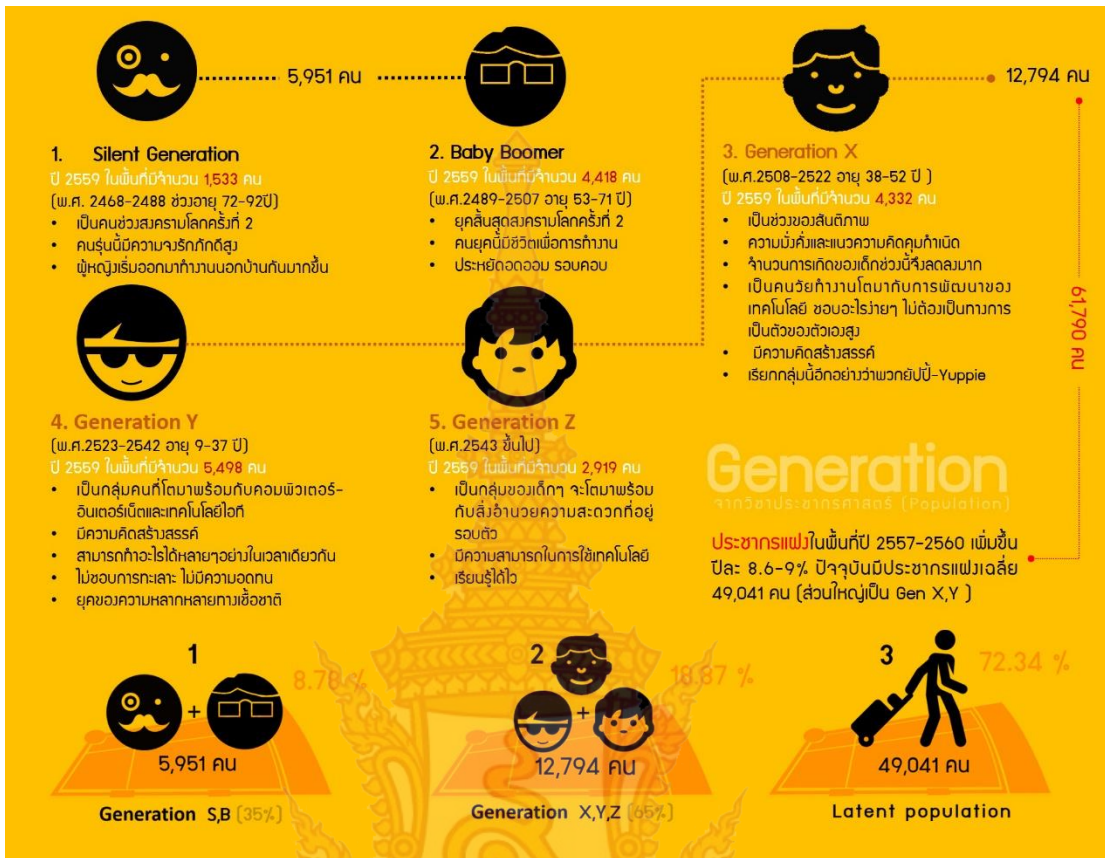 5,951 คน
12,794 คน
1. Silent Generation
ปี 2559 ในพื้นที่มีจำนวน 1,533 คน
(พ.ศ. 2468-2488 ช่วงอายุ 72-92ปี)
• เป็นคนช่วงสงครามโลกครั้งที่ 2
• คนรุ่นนี้มีความจงรักภักดีสูง
• ผู้หญิงเริ่มออกมาทำงานนอกบ้านกันมากขึ้น
2. Baby Boomer
ปี 2559 ในพื้นที่มีจำนวน 4,418 คน
(พ.ศ.2489-2507 อายุ 53-71 ปี)
• ยุคสิ้นสุดสงครามโลกครั้งที่ 2
• คนยุคนี้มีชีวิตเพื่อการทำงาน
• ประหยัดอดออม รอบคอบ
3. Generation X
(พ.ศ.2508-2522 อายุ 38-52 ปี )
ปี 2559 ในพื้นที่มีจำนวน 4,332 คน
• เป็นช่วงของสันติภาพ
• ความมั่งคั่งและแนวความคิดคุมกำเนิด
• จำนวนการเกิดของเด็กช่วงนี้จึงลดลงมาก
• เป็นคนวัยทำงานโตมากับการพัฒนาของ
เทคโนโลยี ชอบอะไรง่ายๆ ไม่ต้องเป็นทางการ
เป็นตัวของตัวเองสูง
• มีความคิดสร้างสรรค์
• เรียกกลุ่มนี้อีกอย่างว่าพวกยัปปี้-Yuppie
61,790 คน
4. Generation Y
(พ.ศ.2523-2542 อายุ 9-37 ปี)
ปี 2559 ในพื้นที่มีจำนวน 5,498 คน
• เป็นกลุ่มคนที่โตมาพร้อมกับคอมพิวเตอร์-
อินเตอร์เน็ตและเทคโนโลยีไอที
• มีความคิดสร้างสรรค์
• สามารถทำอะไรได้หลายๆอย่างในเวลาเดียวกัน
• ไม่ชอบการทะเลาะ ไม่มีความอดทน
• ยุคของความหลากหลายทางเชื้อชาติ
5. Generation Z
(พ.ศ.2543 ขึ้นไป)
ปี 2559 ในพื้นที่มีจำนวน 2,919 คน
• เป็นกลุ่มของเด็กๆ จะโตมาพร้อม
กับสิ่งอำนวยความสะดวกที่อยู่
รอบตัว
• มีความสามารถในการใช้เทคโนโลยี
• เรียนรู้ได้ไว
Generation
จากวิชาประชากรศาสตร์ (Population)
ประชากรแฝงในพื้นที่ปี 2557-2560 เพิ่มขึ้น
ปีละ 8.6-9% ปัจจุบันมีประชากรแฝงเฉลี่ย
49,041 คน (ส่วนใหญ่เป็น Gen X,Y )
1
8.78 %
+
5,951 คน
Generation S,B (35%)
2
18.87 %
+
12,794 คน
Generation X,Y,Z (65%)
3
72.34 %
49,041 คน
Latent population